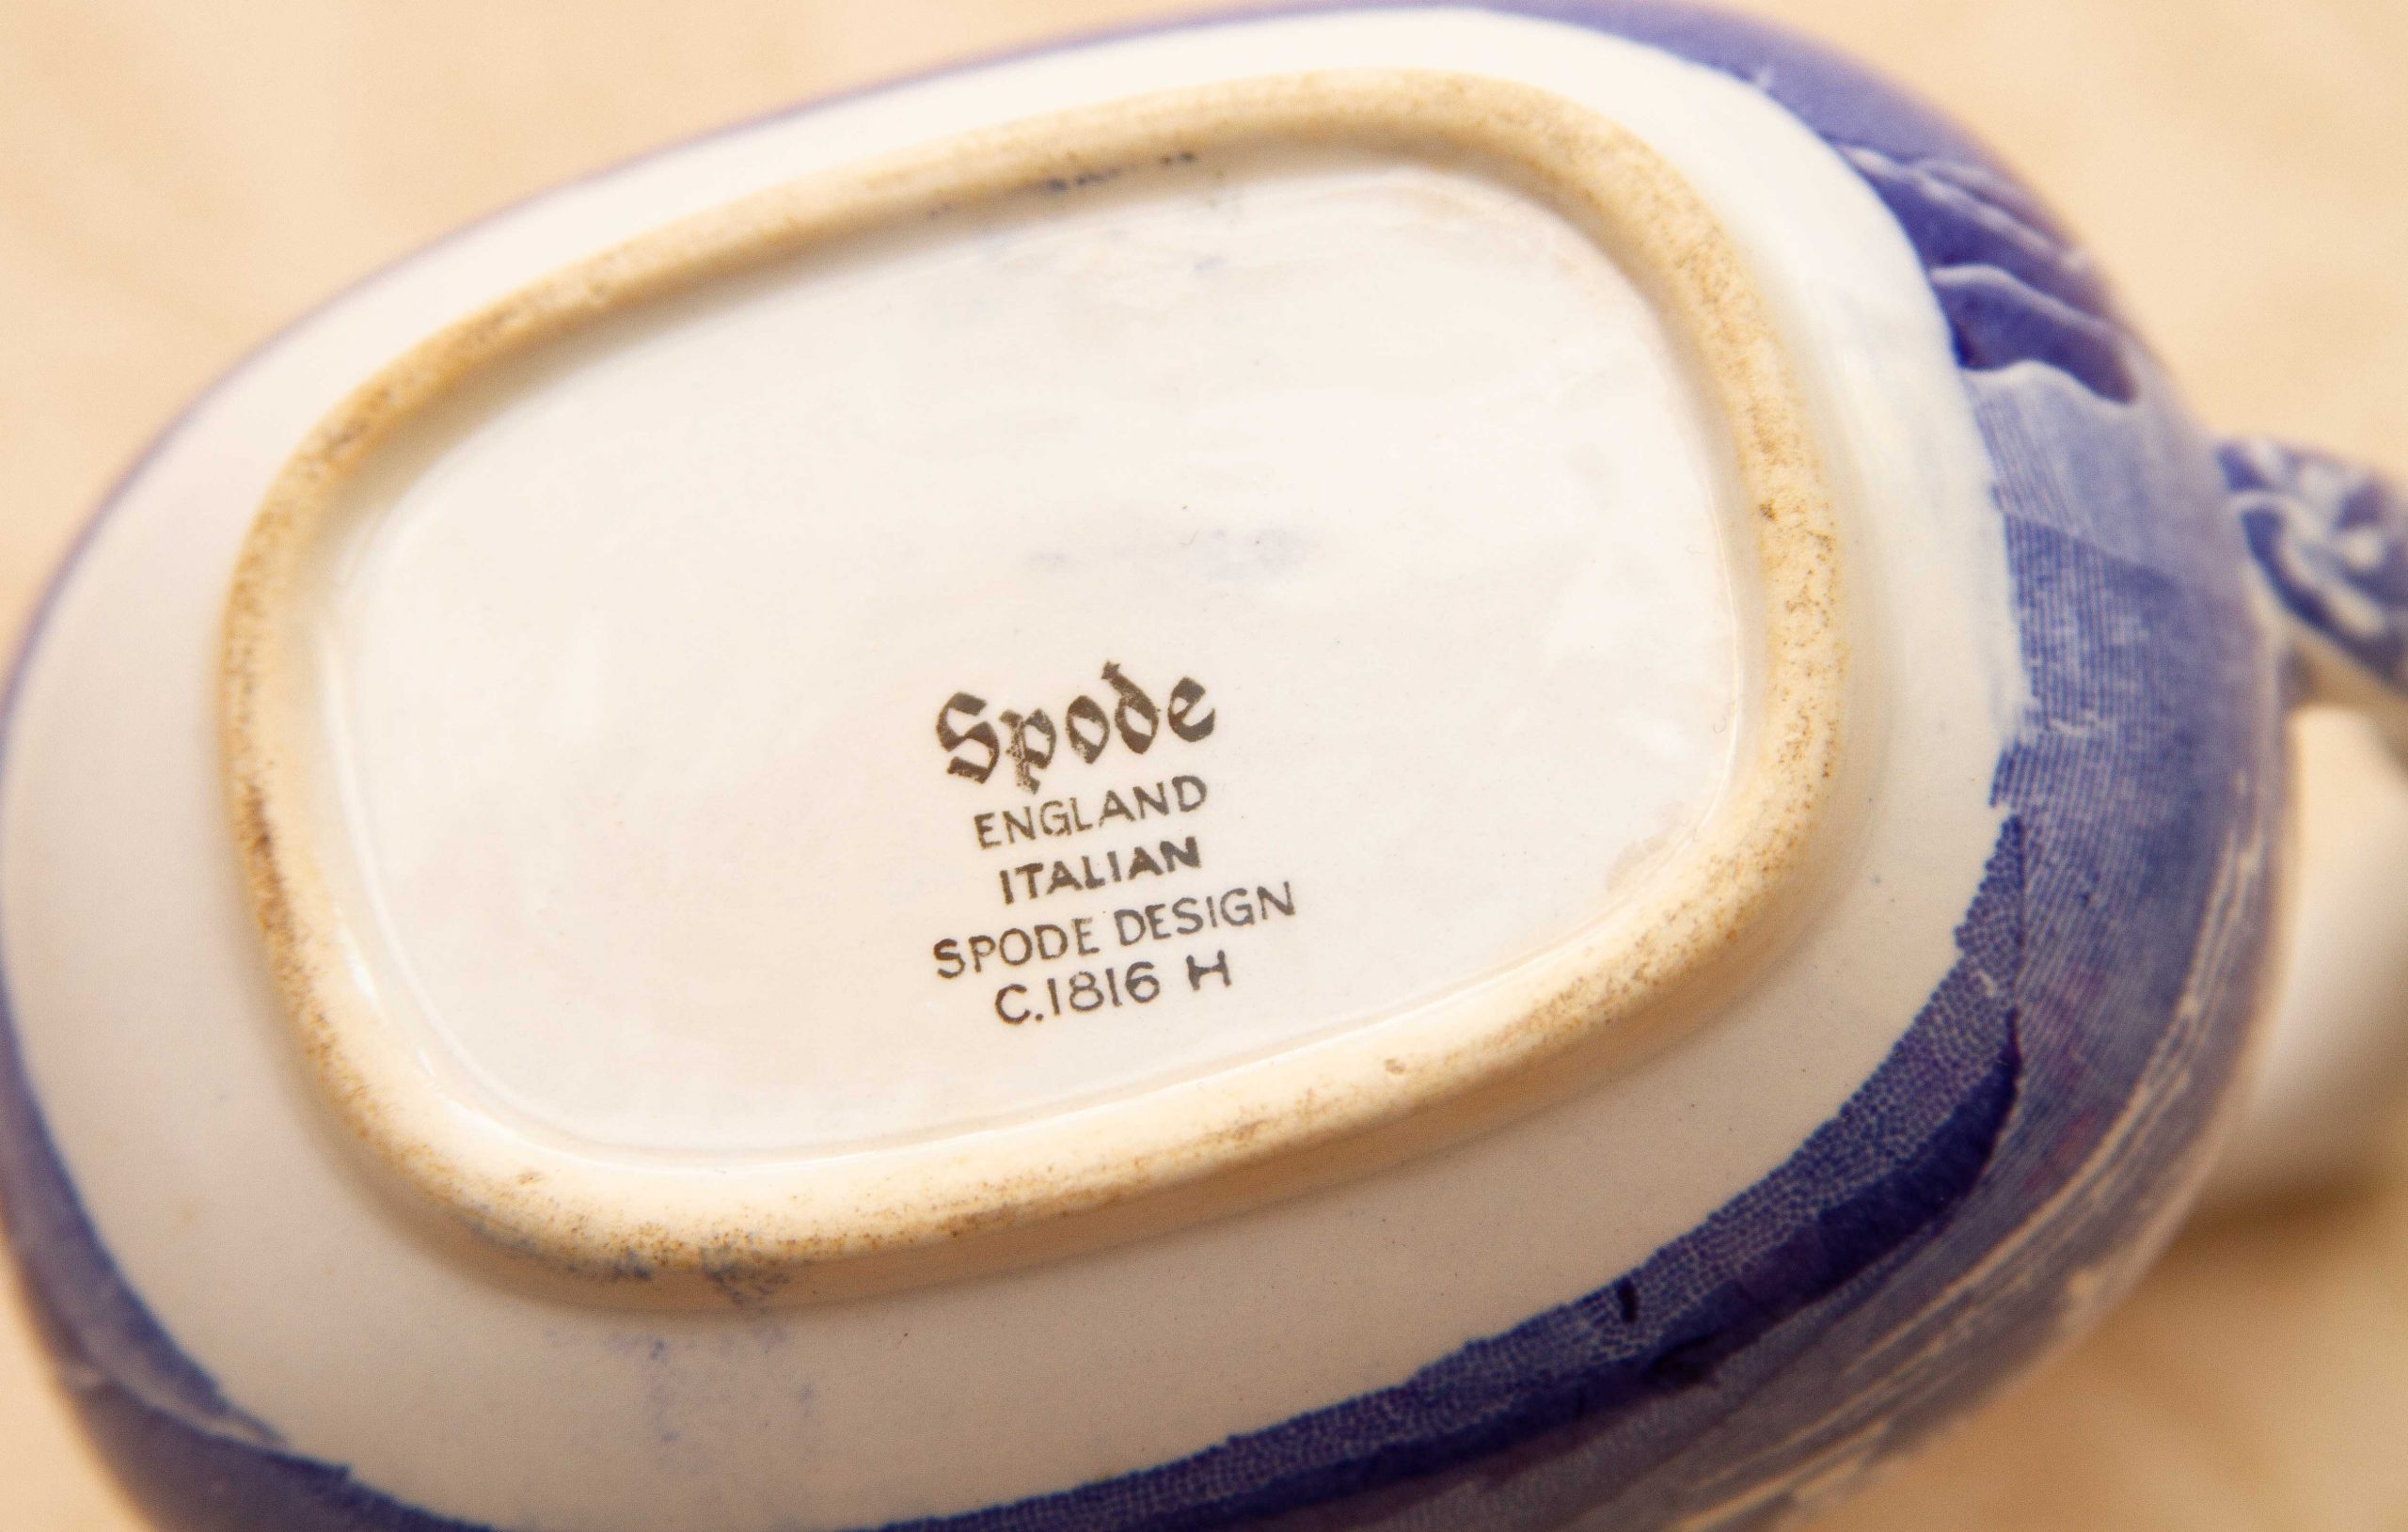 Spode
ENGLAND
ITALIAN
SPODE DESIGN
C.1816 H